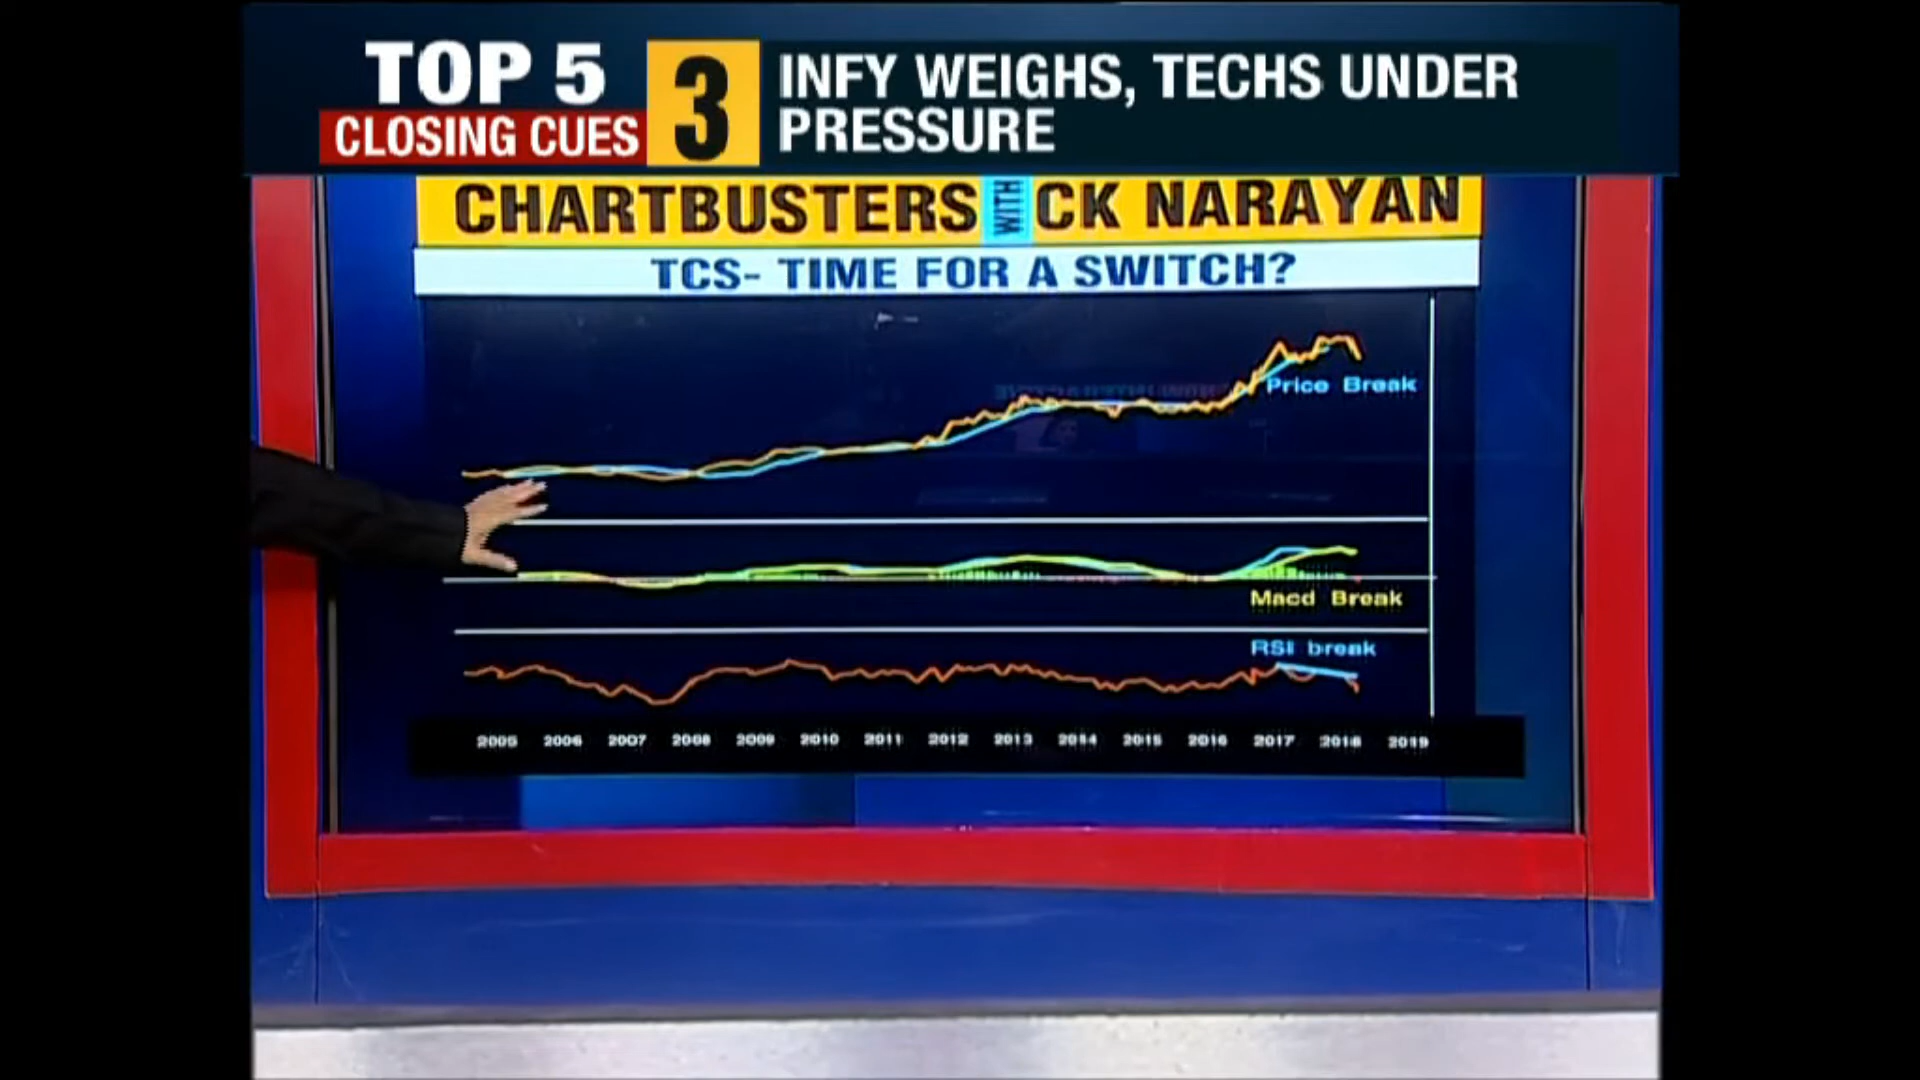 TOP 5
CLOSING CUES
3
INFY WEIGHS, TECHS UNDER
PRESSURE
CHARTBUSTERS WITH CK NARAYAN
TCS- TIME FOR A SWITCH?
Price Break
Macd Break
RSI break
2005 2006 2007 2008 2009 2010 2011 2012 2013 2014 2015 2016 2017 2018 2019